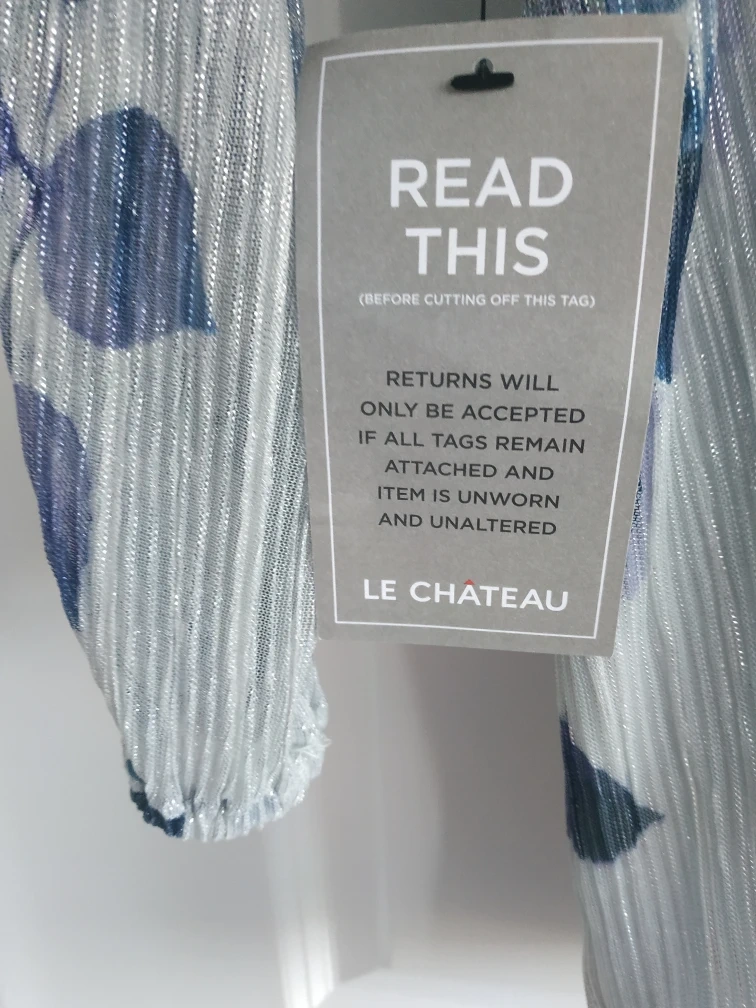 READ
THIS
(BEFORE CUTTING OFF THIS TAG)
RETURNS WILL
ONLY BE ACCEPTED
IF ALL TAGS REMAIN
ATTACHED AND
ITEM IS UNWORN
AND UNALTERED
LE CHÂTEAU